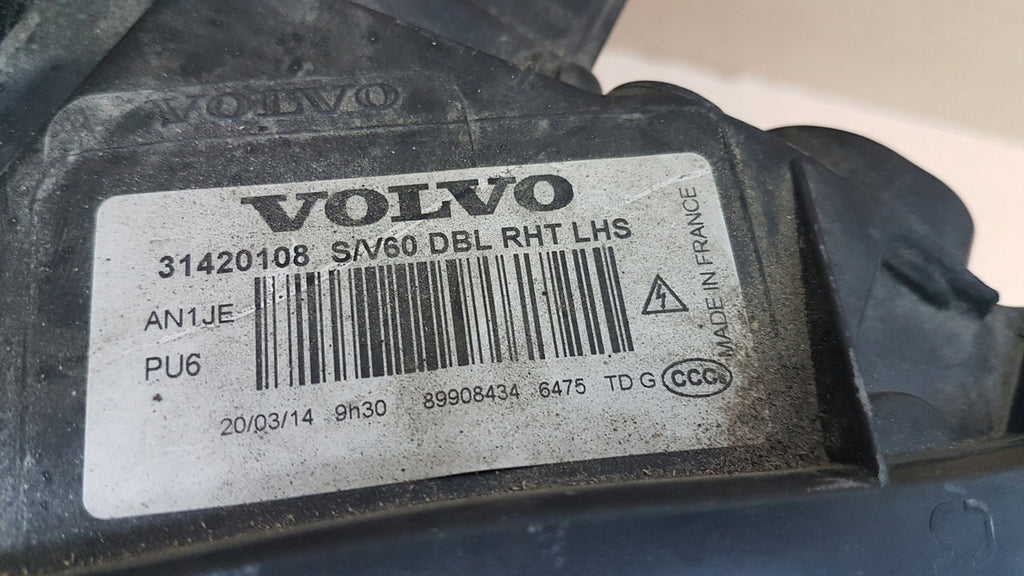 VOLVO
VOLVO
31420108 S/V60 DBL RHT LHS
AN1JE
PU6
20/03/14 9h30 89908434 6475 TD G CCC
MADE IN FRANCE